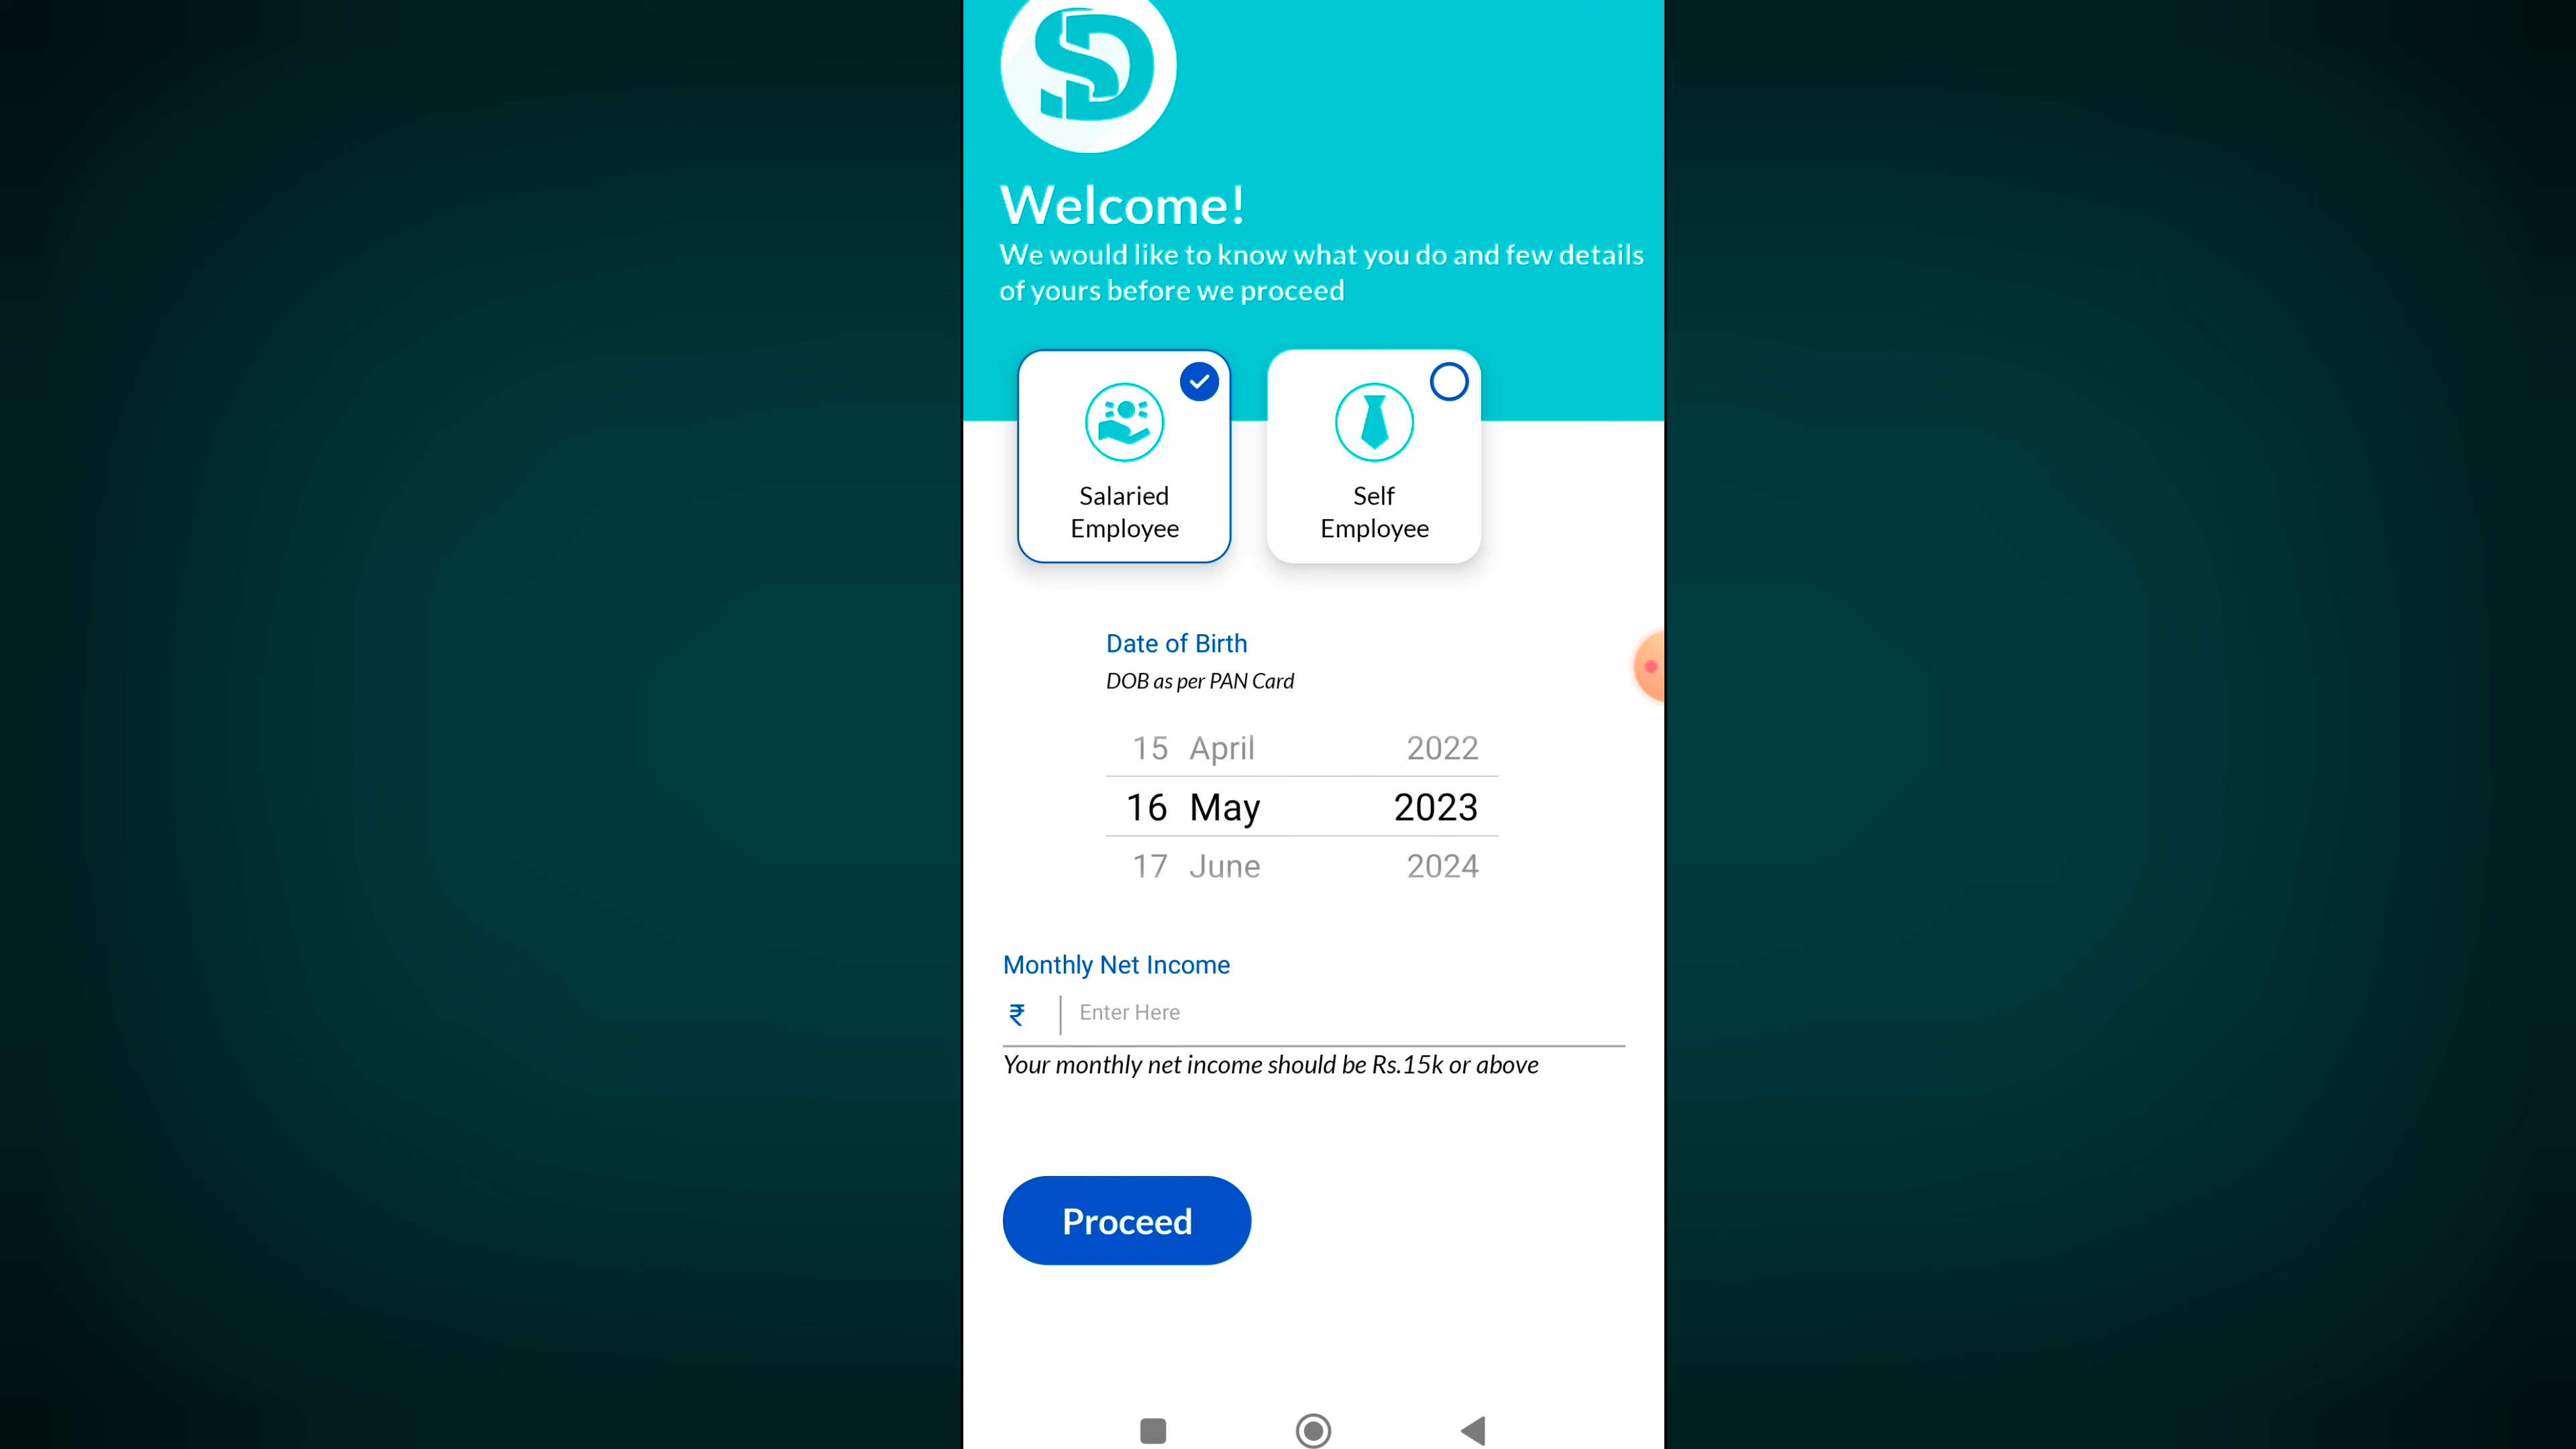 SD
Welcome!
We would like to know what you do and few details
of yours before we proceed
Salaried
Employee
Self
Employee
Date of Birth
DOB as per PAN Card
15 April 2022
16 May 2023
17 June 2024
Monthly Net Income
₹ Enter Here
Your monthly net income should be Rs.15k or above
Proceed